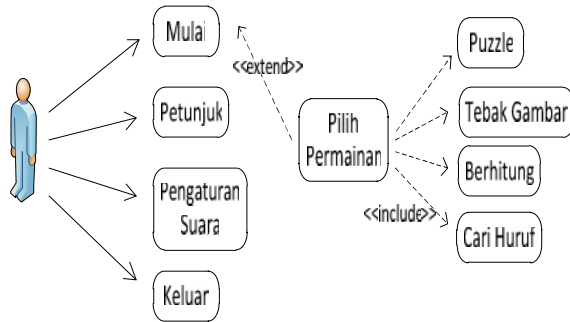 Mulai
<<extend>>
Petunjuk
Pengaturan
Suara
Keluar
Pilih
Permainan
<<include>>
Puzzle
Tebak Gambar
Berhitung
Cari Huruf